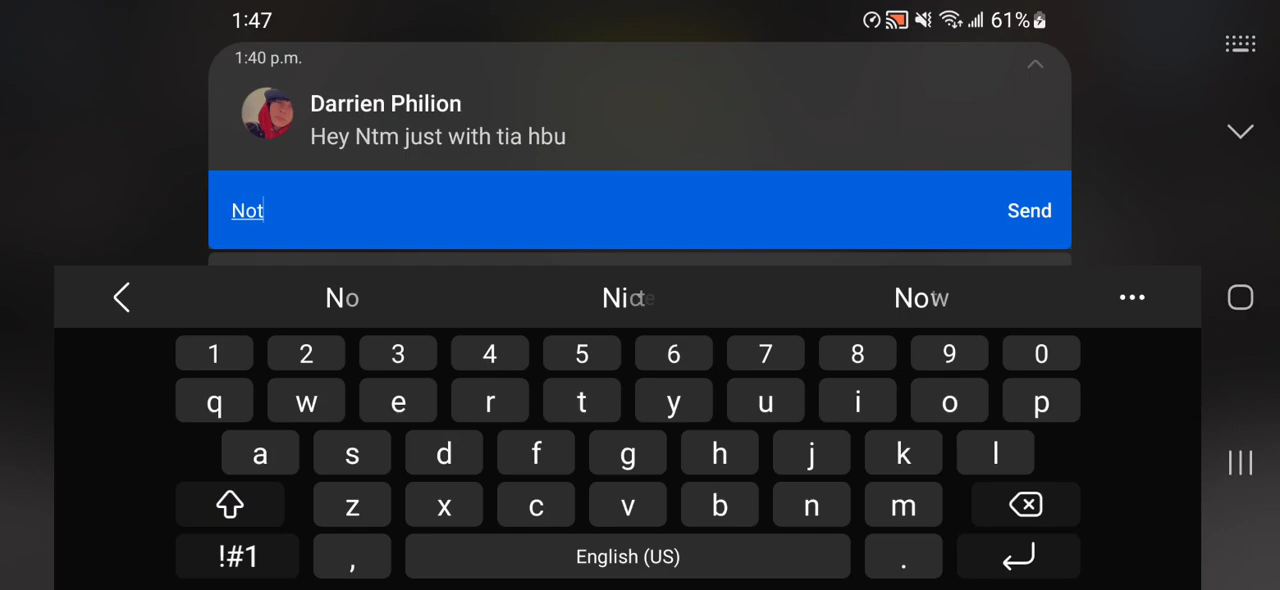 1:47
61%
1:40 p.m.
Darrien Philion
Hey Ntm just with tia hbu
Not
Send
No
Now
1 2 3 4 5 6 7 8 9 0
q w e r t y u i o p
a s d f g h j k l
z x c v b n m
!#1 , English (US) .